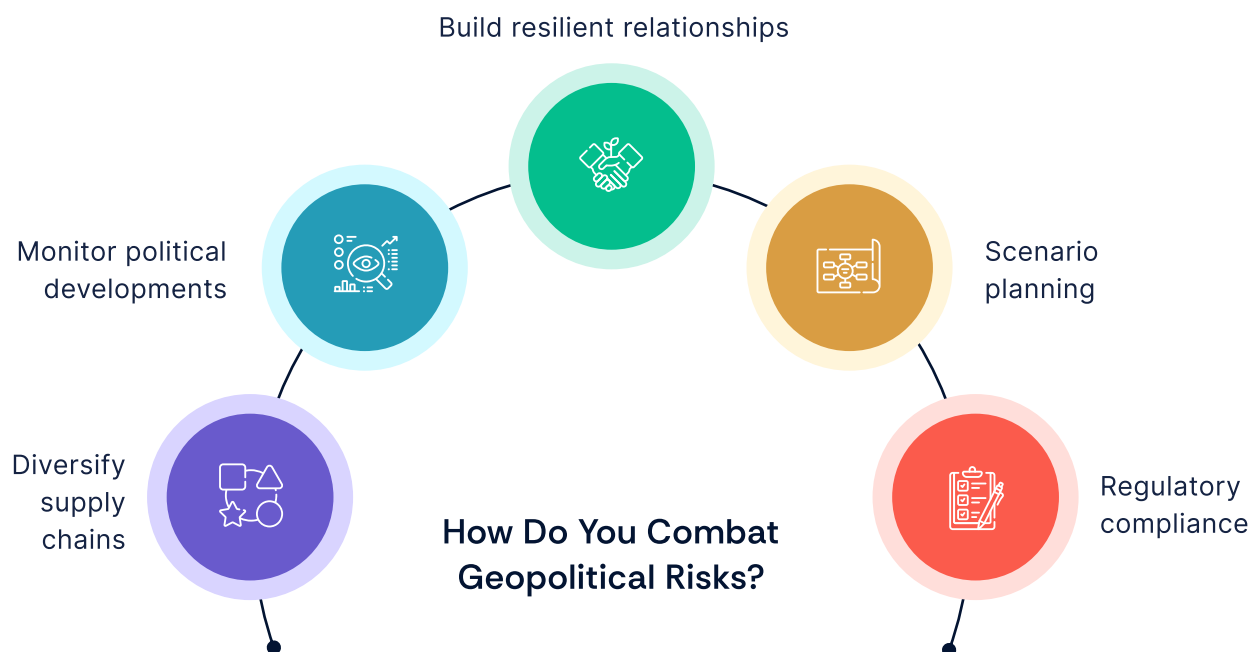 Build resilient relationships
Monitor political
developments
Scenario
planning
Diversify
supply
chains
Regulatory
compliance
How Do You Combat
Geopolitical Risks?